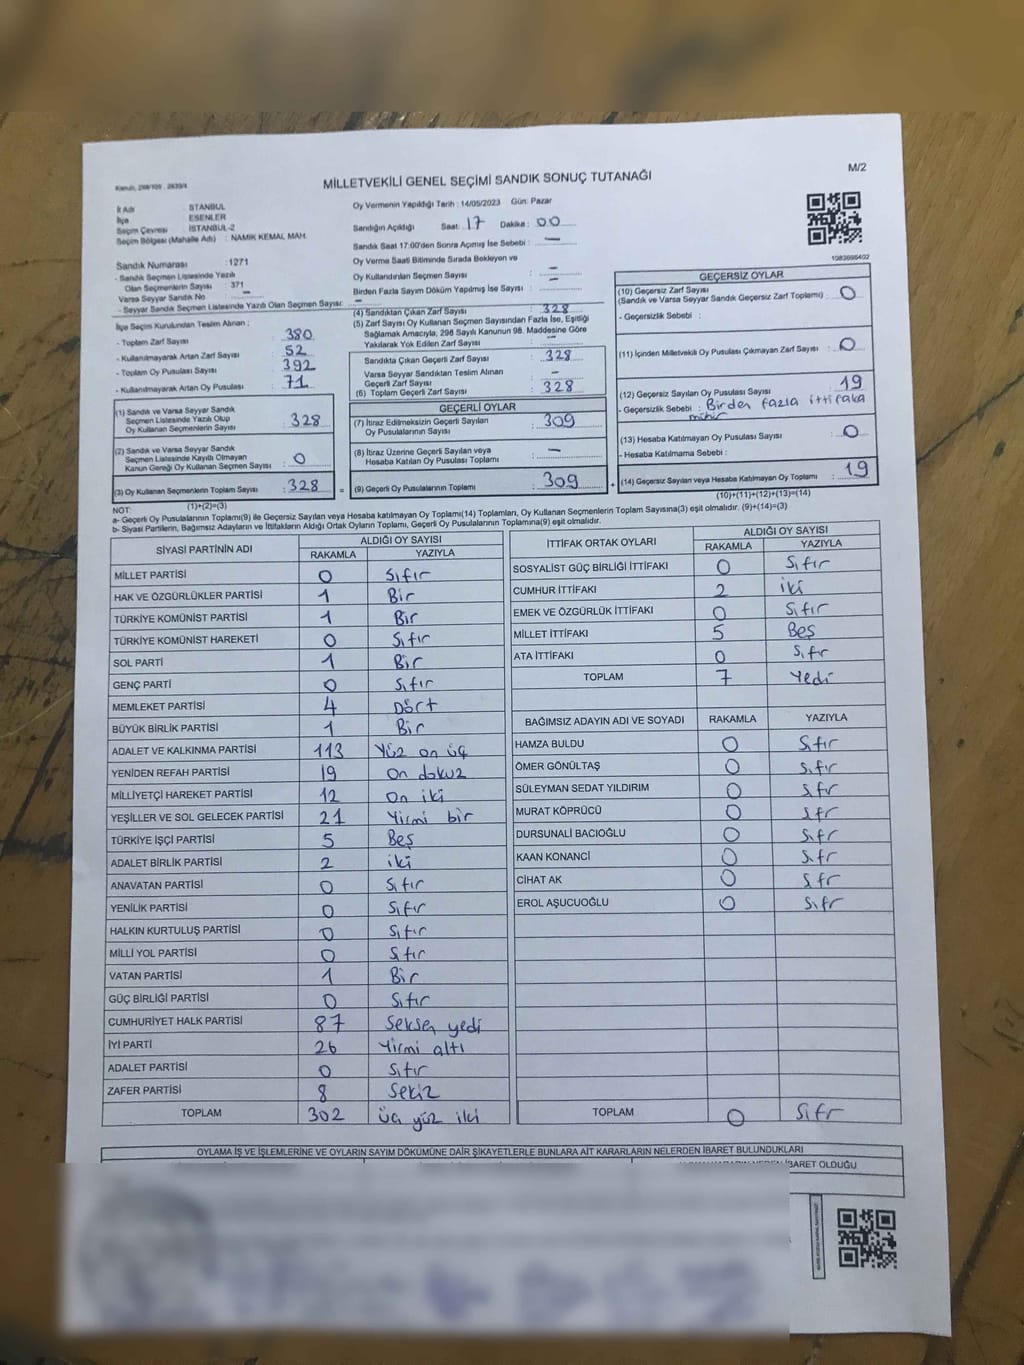 M/2
MİLLETVEKİLİ GENEL SEÇİMİ SANDIK SONUÇ TUTANAĞI
İl Adı : İSTANBUL
İlçe : ESENLER
Seçim Çevresi : İSTANBUL-2
Seçim Bölgesi (Mahalle Adı) : NAMIK KEMAL MAH.
Sandık Numarası : 1271
- Sandık Seçmen Listesinde Yazılı
Olan Seçmenlerin Sayısı : 371
Varsa Seyyar Sandık No : –
- Seyyar Sandık Seçmen Listesinde Yazılı Olan Seçmen Sayısı: –
Oy Vermenin Yapıldığı Tarih : 14/05/2023 Gün: Pazar
Sandığın Açıldığı Saat: 17 Dakika: 00
Sandık Saat 17:00'den Sonra Açılmış İse Sebebi : –
Oy Verme Saati Bitiminde Sırada Bekleyen ve
Oy Kullandırılan Seçmen Sayısı : –
Birden Fazla Sayım Döküm Yapılmış İse Sayısı : –
İlçe Seçim Kurulundan Teslim Alınan ;
- Toplam Zarf Sayısı : 380
- Kullanılmayarak Artan Zarf Sayısı : 52
- Toplam Oy Pusulası Sayısı : 392
- Kullanılmayarak Artan Oy Pusulası : 71
(1) Sandık ve Varsa Seyyar Sandık
Seçmen Listesinde Yazılı Olup
Oy Kullanan Seçmenlerin Sayısı : 328
(2) Sandık ve Varsa Seyyar Sandık
Seçmen Listesinde Kayıtlı Olmayan
Kanun Gereği Oy Kullanan Seçmen Sayısı : 0
(3) Oy Kullanan Seçmenlerin Toplam Sayısı : 328
(1)+(2)=(3)
(4) Sandıktan Çıkan Zarf Sayısı : 328
(5) Zarf Sayısı Oy Kullanan Seçmen Sayısından Fazla İse, Eşitliği
Sağlamak Amacıyla, 298 Sayılı Kanunun 98. Maddesine Göre
Yakılarak Yok Edilen Zarf Sayısı : –
Sandıkta Çıkan Geçerli Zarf Sayısı : 328
Varsa Seyyar Sandıktan Teslim Alınan
Geçerli Zarf Sayısı : –
(6) Toplam Geçerli Zarf Sayısı : 328
GEÇERLİ OYLAR
(7) İtiraz Edilmeksizin Geçerli Sayılan
Oy Pusulalarının Sayısı : 309
(8) İtiraz Üzerine Geçerli Sayılan veya
Hesaba Katılan Oy Pusulası Toplamı : –
= (9) Geçerli Oy Pusulalarının Toplamı : 309
GEÇERSİZ OYLAR
(10) Geçersiz Zarf Sayısı
(Sandık ve Varsa Seyyar Sandık Geçersiz Zarf Toplamı) : 0
- Geçersizlik Sebebi :
(11) İçinden Milletvekili Oy Pusulası Çıkmayan Zarf Sayısı : 0
(12) Geçersiz Sayılan Oy Pusulası Sayısı : 19
- Geçersizlik Sebebi : Birden fazla ittifaka
mühür
(13) Hesaba Katılmayan Oy Pusulası Sayısı : 0
- Hesaba Katılmama Sebebi :
+ (14) Geçersiz Sayılan veya Hesaba Katılmayan Oy Toplamı : 19
(10)+(11)+(12)+(13)=(14)
NOT:
a- Geçerli Oy Pusulalarının Toplamı(9) ile Geçersiz Sayılan veya Hesaba katılmayan Oy Toplamı(14) Toplamları, Oy Kullanan Seçmenlerin Toplam Sayısına(3) eşit olmalıdır. (9)+(14)=(3)
b- Siyasi Partilerin, Bağımsız Adayların ve İttifakların Aldığı Ortak Oyların Toplamı, Geçerli Oy Pusulalarının Toplamına(9) eşit olmalıdır.
SİYASİ PARTİNİN ADI ALDIĞI OY SAYISI
RAKAMLA YAZIYLA
MİLLET PARTİSİ 0 Sıfır
HAK VE ÖZGÜRLÜKLER PARTİSİ 1 Bir
TÜRKİYE KOMÜNİST PARTİSİ 1 Bir
TÜRKİYE KOMÜNİST HAREKETİ 0 Sıfır
SOL PARTİ 1 Bir
GENÇ PARTİ 0 Sıfır
MEMLEKET PARTİSİ 4 Dört
BÜYÜK BİRLİK PARTİSİ 1 Bir
ADALET VE KALKINMA PARTİSİ 113 Yüz on üç
YENİDEN REFAH PARTİSİ 19 On dokuz
MİLLİYETÇİ HAREKET PARTİSİ 12 On iki
YEŞİLLER VE SOL GELECEK PARTİSİ 21 Yirmi bir
TÜRKİYE İŞÇİ PARTİSİ 5 Beş
ADALET BİRLİK PARTİSİ 2 iki
ANAVATAN PARTİSİ 0 Sıfır
YENİLİK PARTİSİ 0 Sıfır
HALKIN KURTULUŞ PARTİSİ 0 Sıfır
MİLLİ YOL PARTİSİ 0 Sıfır
VATAN PARTİSİ 1 Bir
GÜÇ BİRLİĞİ PARTİSİ 0 Sıfır
CUMHURİYET HALK PARTİSİ 87 Seksen yedi
İYİ PARTİ 26 Yirmi altı
ADALET PARTİSİ 0 Sıfır
ZAFER PARTİSİ 8 Sekiz
TOPLAM 302 üç yüz iki
İTTİFAK ORTAK OYLARI ALDIĞI OY SAYISI
RAKAMLA YAZIYLA
SOSYALİST GÜÇ BİRLİĞİ İTTİFAKI 0 Sıfır
CUMHUR İTTİFAKI 2 iki
EMEK VE ÖZGÜRLÜK İTTİFAKI 0 Sıfır
MİLLET İTTİFAKI 5 Beş
ATA İTTİFAKI 0 Sıfr
TOPLAM 7 Yedi
BAĞIMSIZ ADAYIN ADI VE SOYADI RAKAMLA YAZIYLA
HAMZA BULDU 0 Sıfır
ÖMER GÖNÜLTAŞ 0 Sıfır
SÜLEYMAN SEDAT YILDIRIM 0 Sıfr
MURAT KÖPRÜCÜ 0 Sıfr
DURSUNALİ BACIOĞLU 0 Sıfr
KAAN KONANCİ 0 Sıfr
CİHAT AK 0 Sıfr
EROL AŞUCUOĞLU 0 Sıfr
TOPLAM 0 Sıfr
OYLAMA İŞ VE İŞLEMLERİNE VE OYLARIN SAYIM DÖKÜMÜNE DAİR ŞİKAYETLERLE BUNLARA AİT KARARLARIN NELERDEN İBARET BULUNDUKLARI
İBARET OLDUĞU